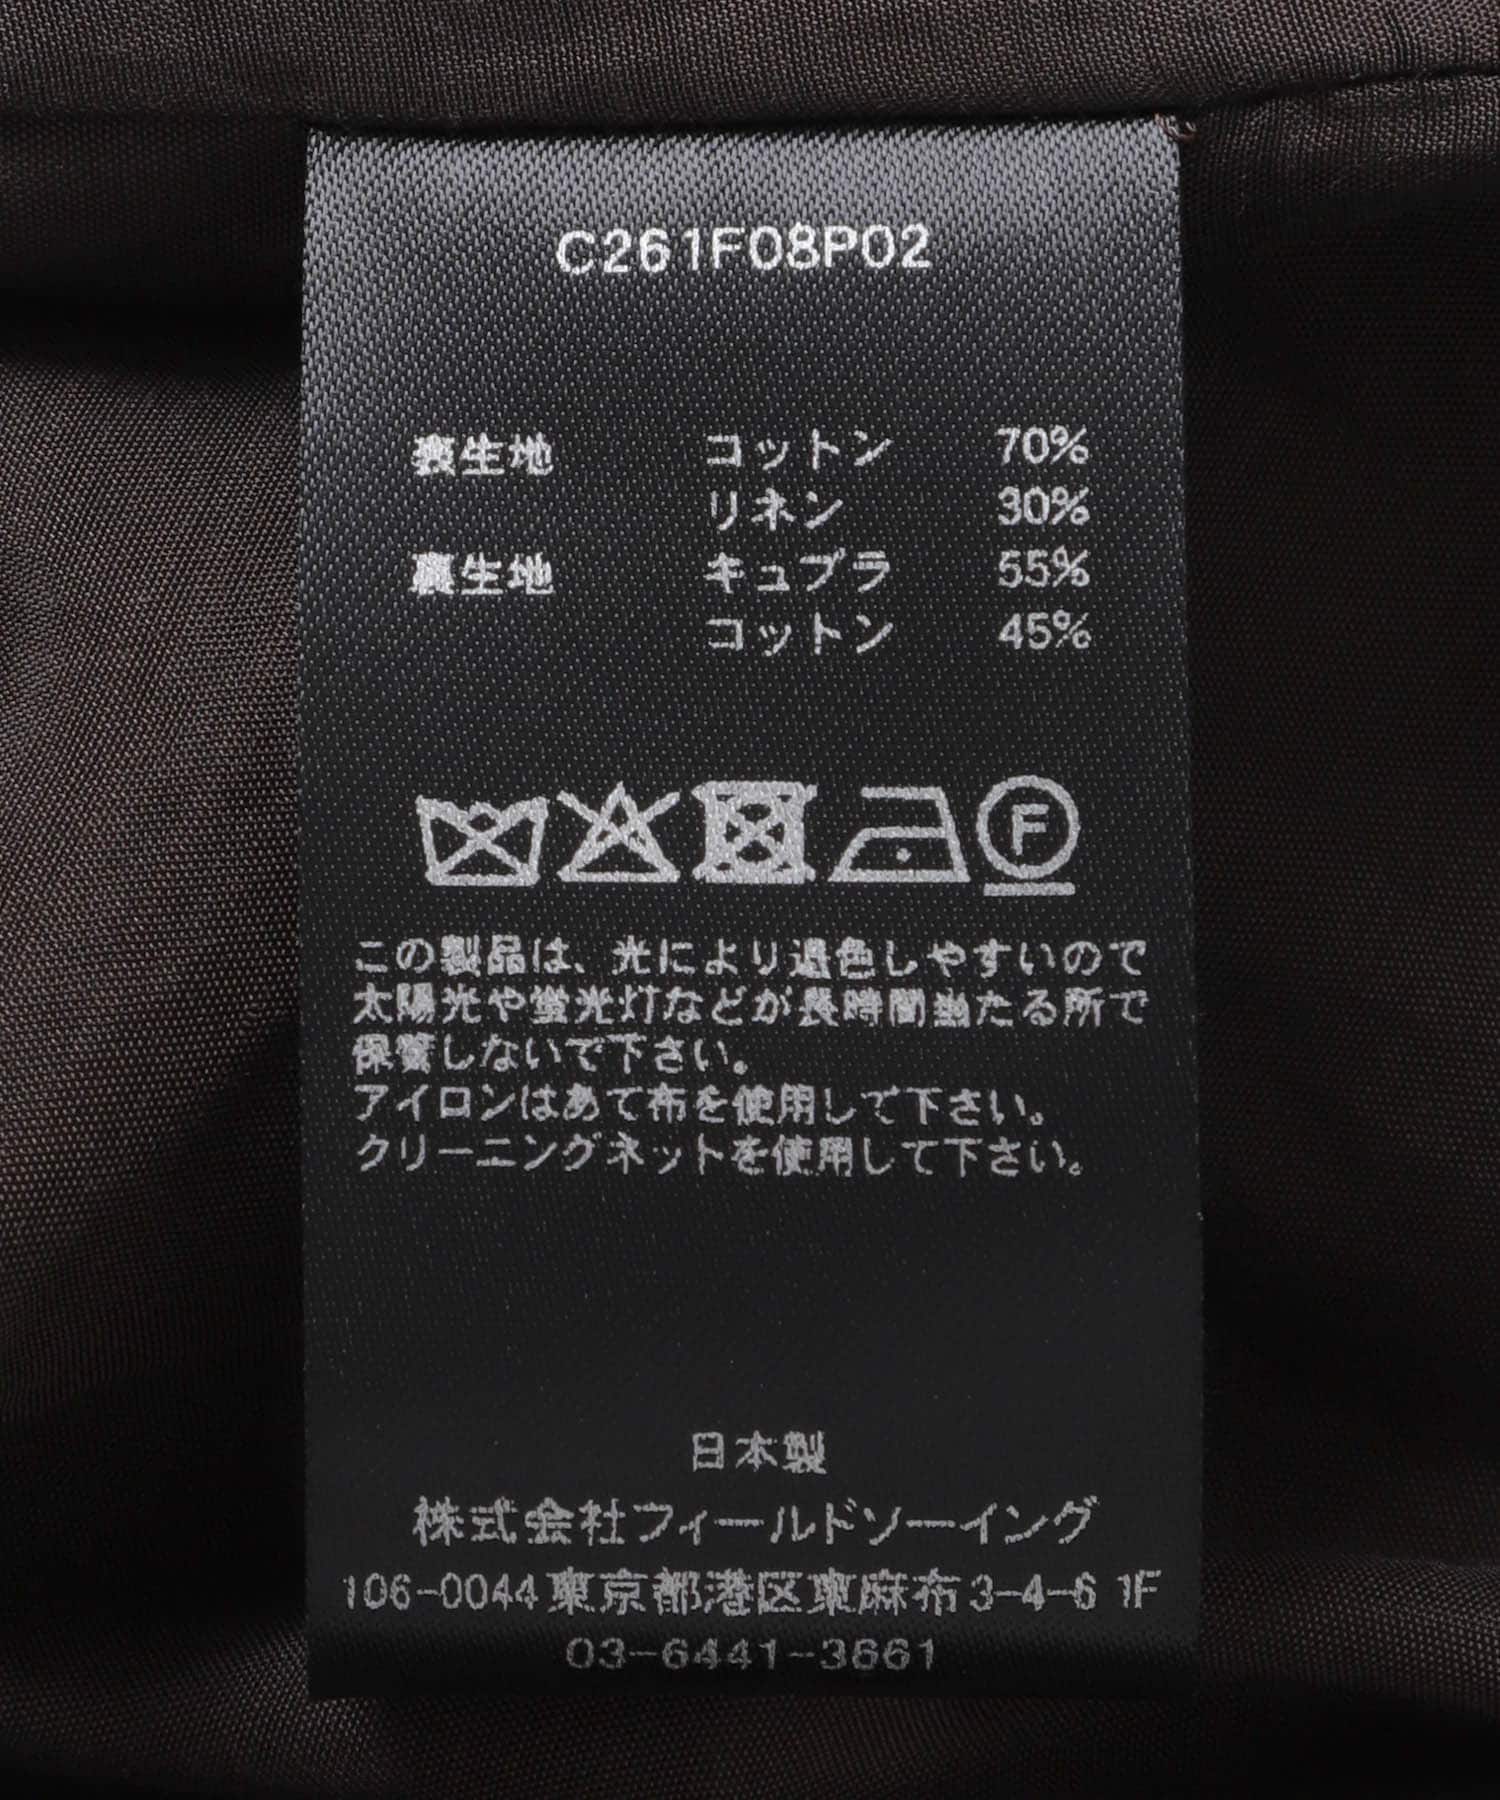 C261F08P02
表生地 コットン 70%
リネン 30%
裏生地 キュプラ 55%
コットン 45%
F
この製品は、光により退色しやすいので
太陽光や蛍光灯などが長時間当たる所で
保管しないで下さい。
アイロンはあて布を使用して下さい。
クリーニングネットを使用して下さい。
日本製
株式会社フィールドソーイング
106-0044東京都港区東麻布3-4-6 1F
03-6441-3661